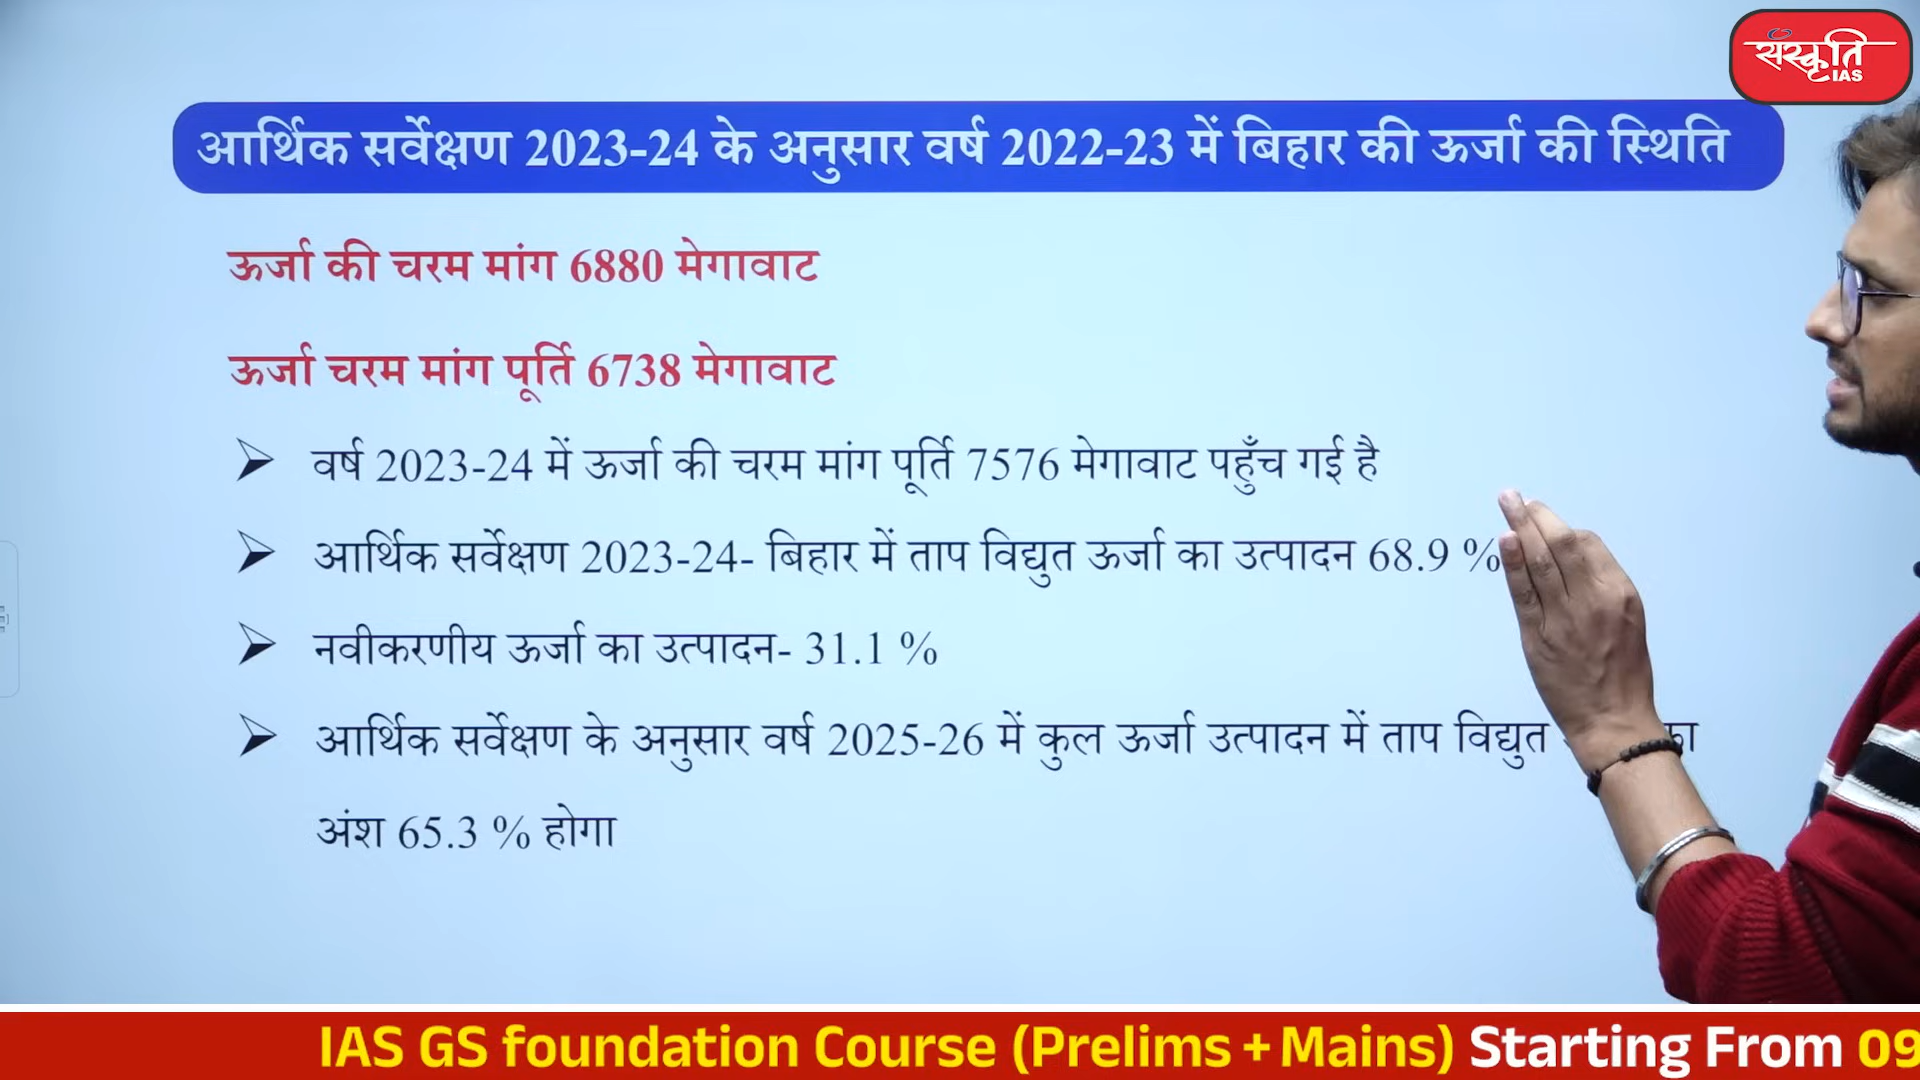 संस्कृति
IAS
आर्थिक सर्वेक्षण 2023-24 के अनुसार वर्ष 2022-23 में बिहार की ऊर्जा की स्थिति
ऊर्जा की चरम मांग 6880 मेगावाट
ऊर्जा चरम मांग पूर्ति 6738 मेगावाट
➤ वर्ष 2023-24 में ऊर्जा की चरम मांग पूर्ति 7576 मेगावाट पहुँच गई है
➤ आर्थिक सर्वेक्षण 2023-24- बिहार में ताप विद्युत ऊर्जा का उत्पादन 68.9 %
➤ नवीकरणीय ऊर्जा का उत्पादन- 31.1 %
➤ आर्थिक सर्वेक्षण के अनुसार वर्ष 2025-26 में कुल ऊर्जा उत्पादन में ताप विद्युत का
अंश 65.3 % होगा
IAS GS foundation Course (Prelims + Mains) Starting From 09